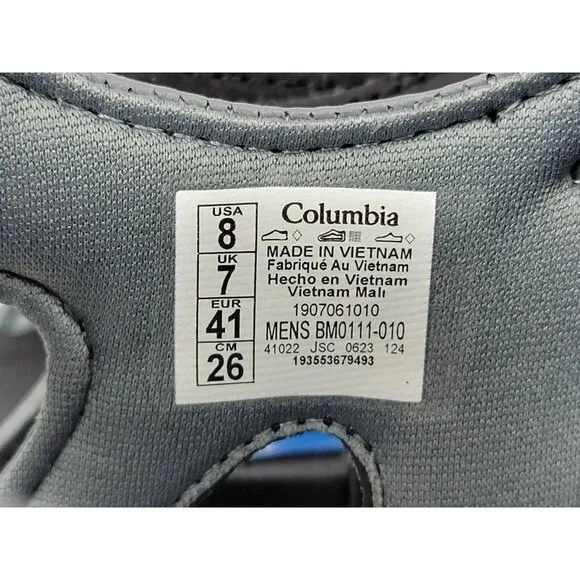 USA
8
UK
7
EUR
41
CM
26
Columbia
MADE IN VIETNAM
Fabriqué Au Vietnam
Hecho en Vietnam
Vietnam Malı
1907061010
MENS BM0111-010
41022 JSC 0623 124
193553679493